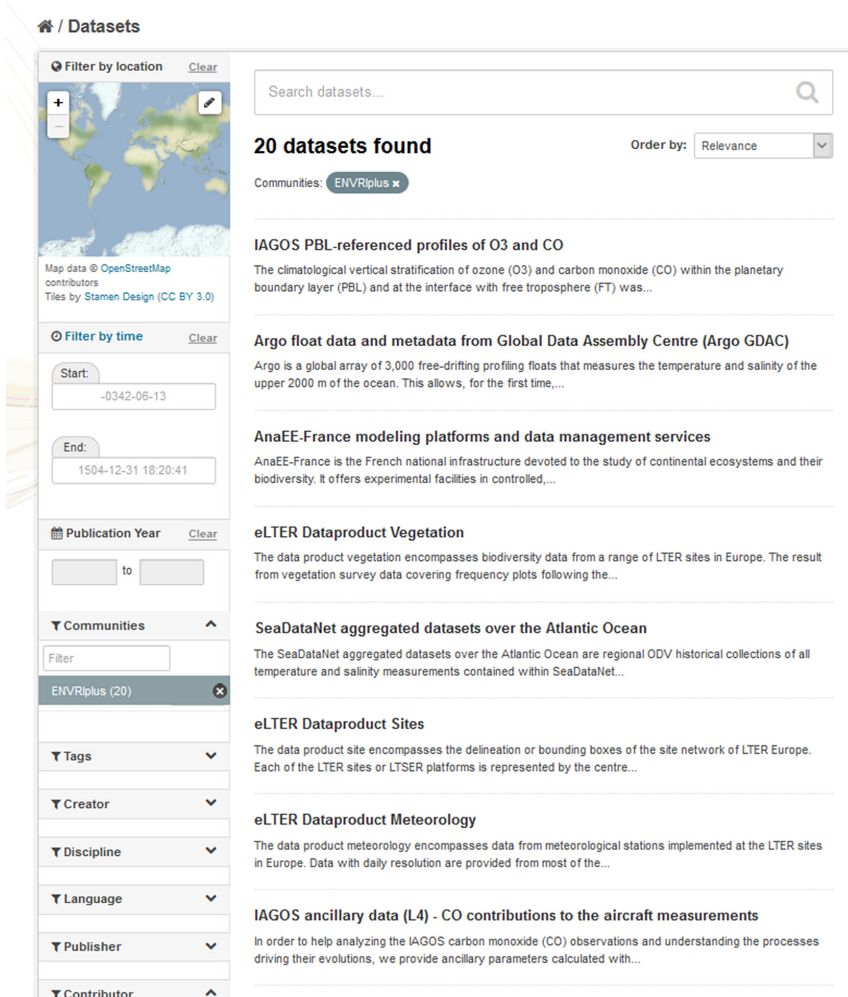 / Datasets
Filter by location Clear
+
−
Map data © OpenStreetMap
contributors
Tiles by Stamen Design (CC BY 3.0)
Filter by time Clear
Start:
-0342-06-13
End:
1504-12-31 18:20:41
Publication Year Clear
to
Communities
Filter
ENVRIplus (20)
Tags
Creator
Discipline
Language
Publisher
Contributor
Search datasets...
20 datasets found
Order by: Relevance
Communities: ENVRIplus ×
IAGOS PBL-referenced profiles of O3 and CO
The climatological vertical stratification of ozone (O3) and carbon monoxide (CO) within the planetary
boundary layer (PBL) and at the interface with free troposphere (FT) was...
Argo float data and metadata from Global Data Assembly Centre (Argo GDAC)
Argo is a global array of 3,000 free-drifting profiling floats that measures the temperature and salinity of the
upper 2000 m of the ocean. This allows, for the first time,...
AnaEE-France modeling platforms and data management services
AnaEE-France is the French national infrastructure devoted to the study of continental ecosystems and their
biodiversity. It offers experimental facilities in controlled,...
eLTER Dataproduct Vegetation
The data product vegetation encompasses biodiversity data from a range of LTER sites in Europe. The result
from vegetation survey data covering frequency plots following the...
SeaDataNet aggregated datasets over the Atlantic Ocean
The SeaDataNet aggregated datasets over the Atlantic Ocean are regional ODV historical collections of all
temperature and salinity measurements contained within SeaDataNet...
eLTER Dataproduct Sites
The data product site encompasses the delineation or bounding boxes of the site network of LTER Europe.
Each of the LTER sites or LTSER platforms is represented by the centre...
eLTER Dataproduct Meteorology
The data product meteorology encompasses data from meteorological stations implemented at the LTER sites
in Europe. Data with daily resolution are provided from most of the...
IAGOS ancillary data (L4) - CO contributions to the aircraft measurements
In order to help analyzing the IAGOS carbon monoxide (CO) observations and understanding the processes
driving their evolutions, we provide ancillary parameters calculated with...